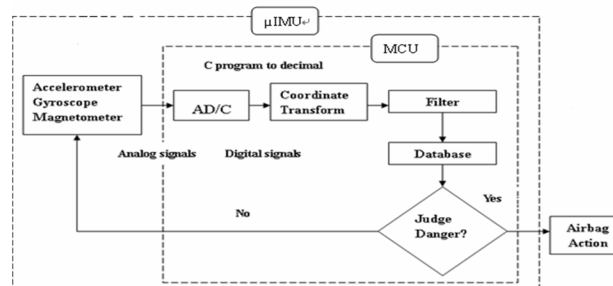 μIMU
MCU
C program to decimal
Accelerometer
Gyroscope
Magnetometer
AD/C
Coordinate
Transform
Filter
Analog signals
Digital signals
Database
No
Judge
Danger?
Yes
Airbag
Action